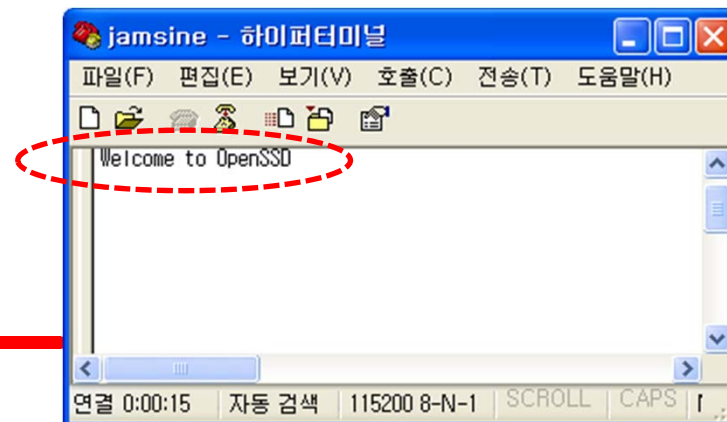 jamsine - 하이퍼터미널
파일(F) 편집(E) 보기(V) 호출(C) 전송(T) 도움말(H)
Welcome to OpenSSD
연결 0:00:15 자동 검색 115200 8-N-1 SCROLL CAPS